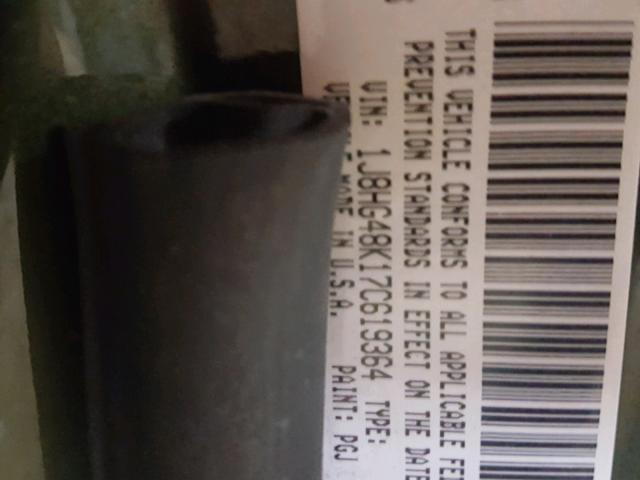 THIS VEHICLE CONFORMS TO ALL APPLICABLE FE
PREVENTION STANDARDS IN EFFECT ON THE DATE
VIN: 1J8HG48K17C619364 TYPE:
MADE IN U.S.A. PAINT: PGJ